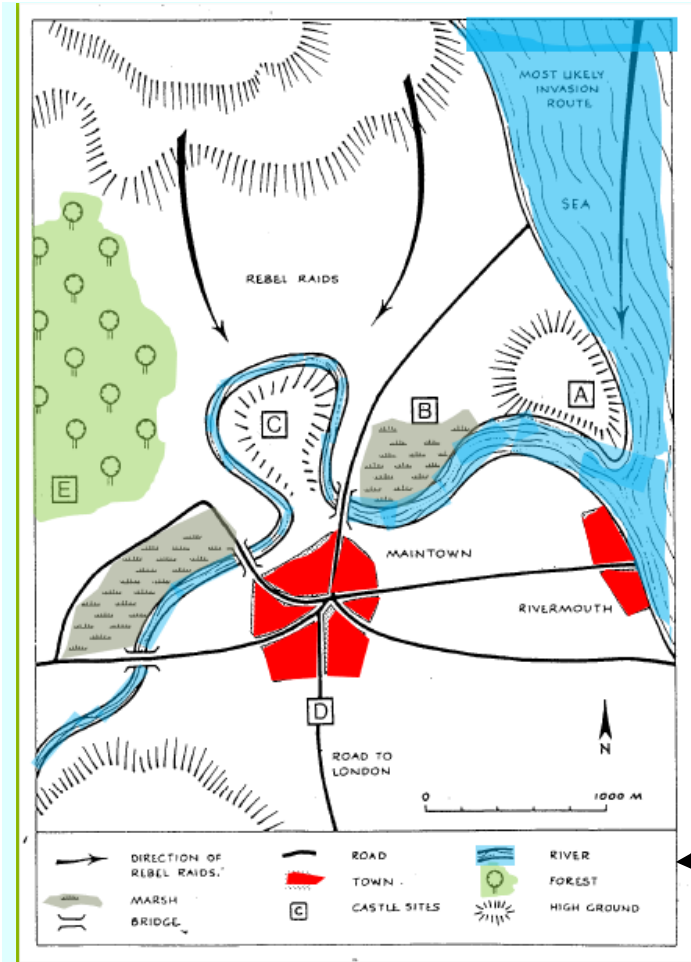 MOST LIKELY
INVASION
ROUTE
SEA
REBEL RAIDS
A
B
C
E
MAINTOWN
RIVERMOUTH
D
N
ROAD TO
LONDON
0 1000 M
DIRECTION OF
REBEL RAIDS.
ROAD
RIVER
TOWN.
FOREST
MARSH
C
CASTLE SITES
HIGH GROUND
BRIDGE